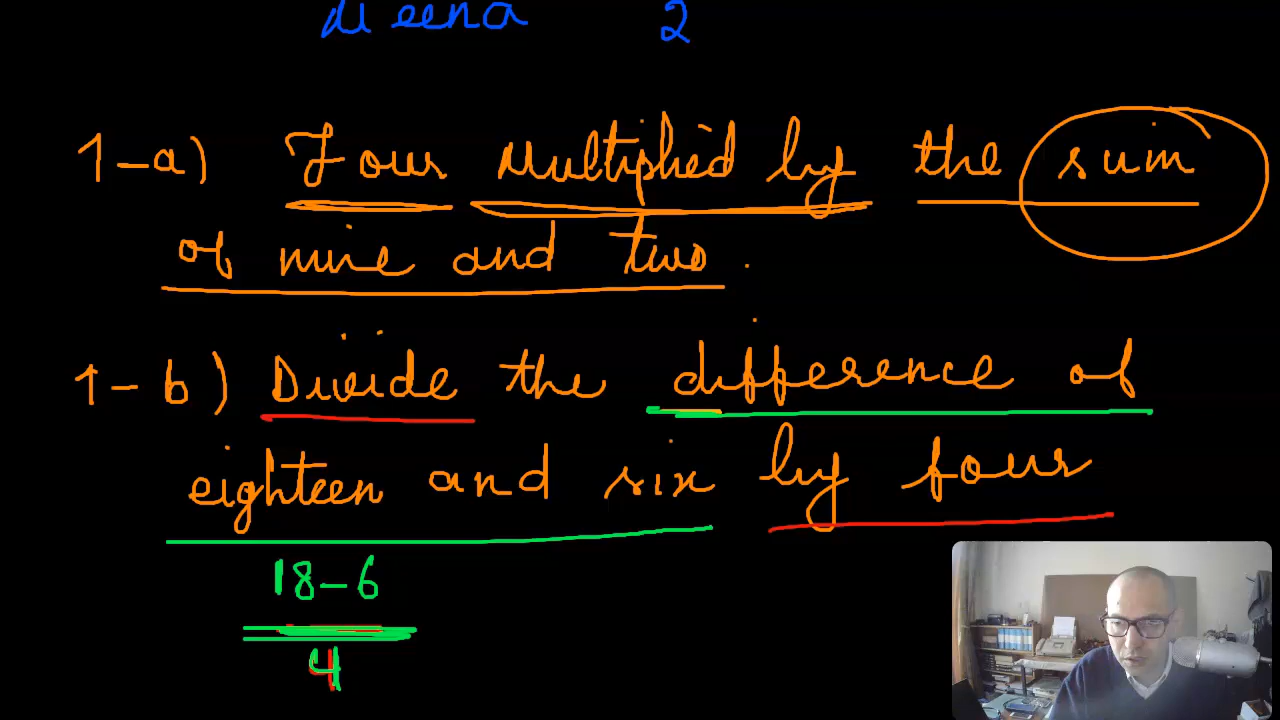 2
1-a) Four Multiplied by the sum
of nine and two.
1-b) Divide the difference of
eighteen and six by four
18-6
4